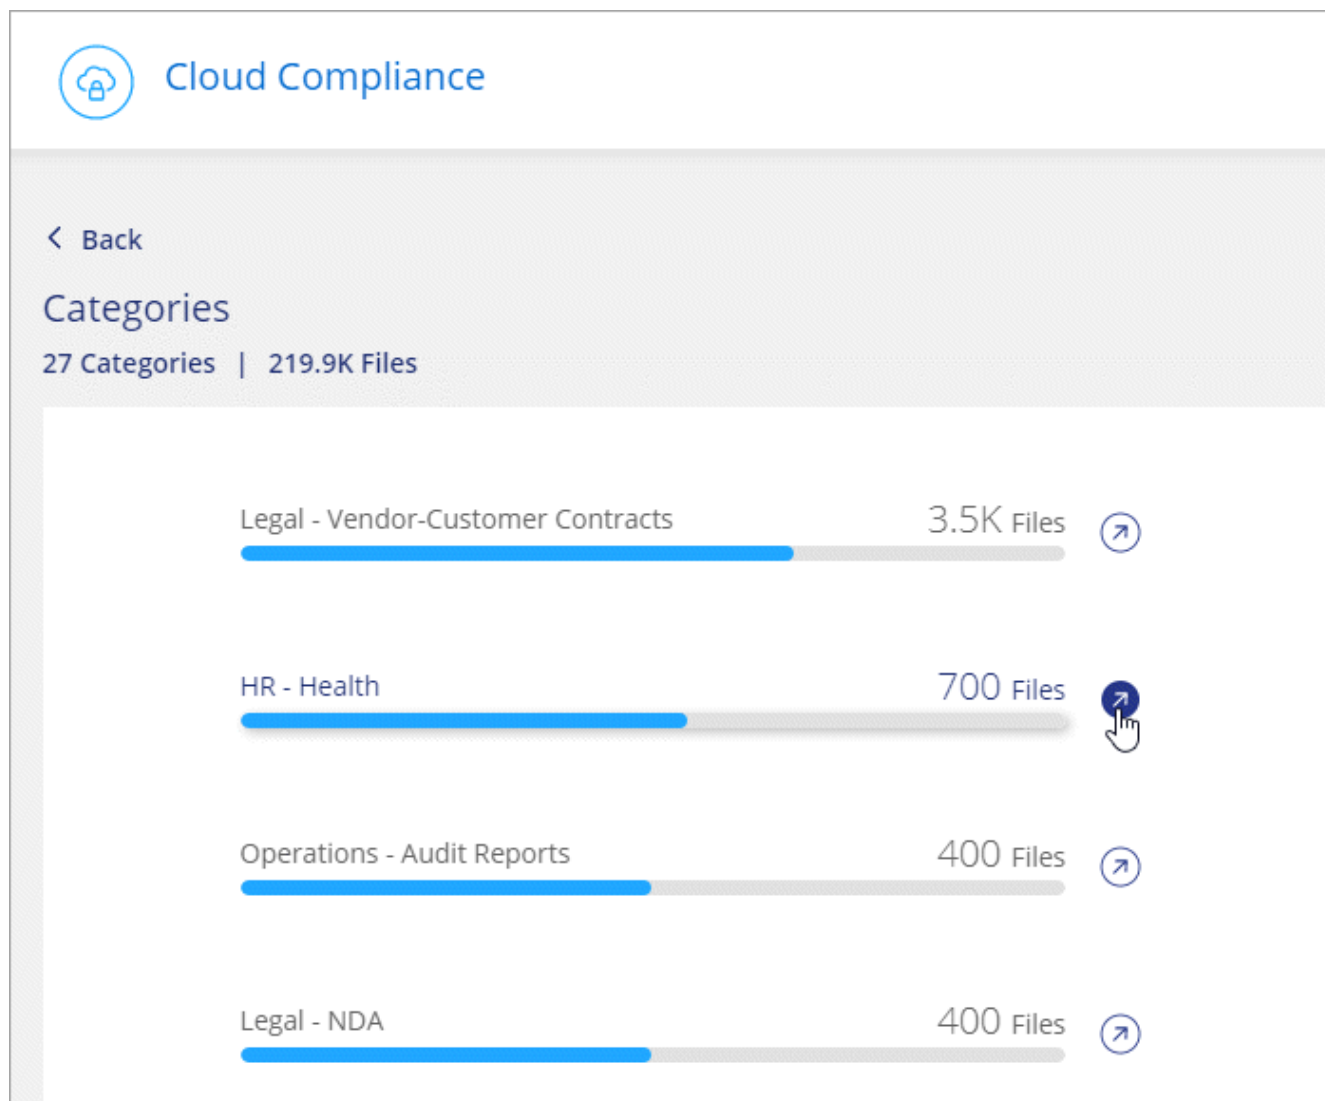 Cloud Compliance
Back
Categories
27 Categories | 219.9K Files
Legal - Vendor-Customer Contracts 3.5K Files
HR - Health 700 Files
Operations - Audit Reports 400 Files
Legal - NDA 400 Files